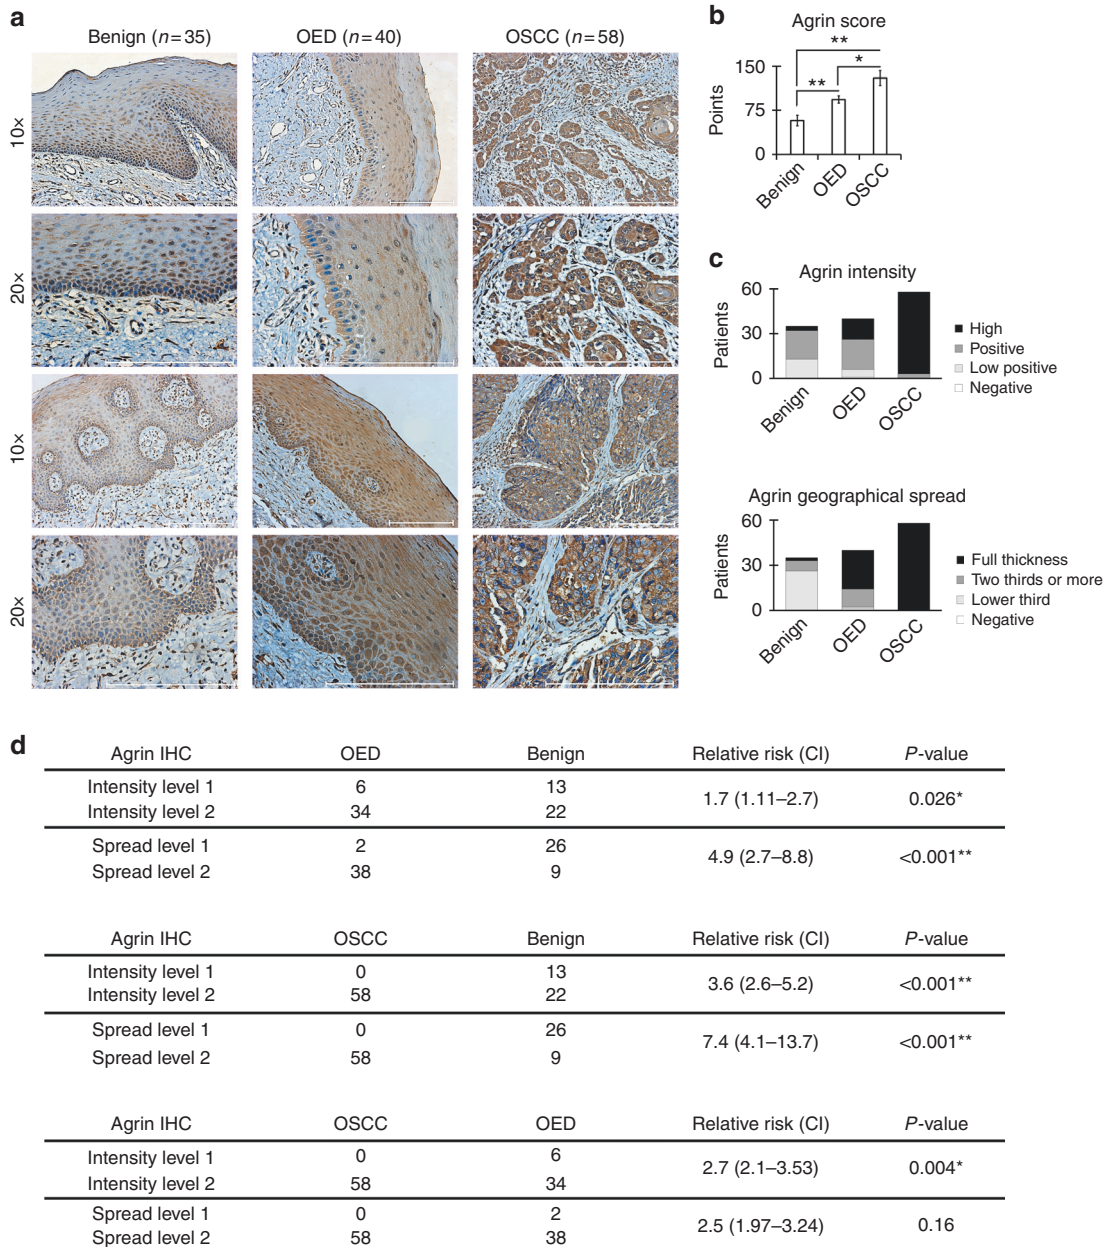 a
Benign (n=35) OED (n=40) OSCC (n=58)
10×
20×
10×
20×
b
Agrin score
** 
*
**
Points
150
75
0
Benign
OED
OSCC
c
Agrin intensity
Patients
60
30
0
Benign
OED
OSCC
High
Positive
Low positive
Negative
Agrin geographical spread
Patients
60
30
0
Benign
OED
OSCC
Full thickness
Two thirds or more
Lower third
Negative
d
Agrin IHC OED Benign Relative risk (CI) P-value
Intensity level 1 6 13
1.7 (1.11–2.7) 0.026*
Intensity level 2 34 22
Spread level 1 2 26
4.9 (2.7–8.8) <0.001**
Spread level 2 38 9
Agrin IHC OSCC Benign Relative risk (CI) P-value
Intensity level 1 0 13
3.6 (2.6–5.2) <0.001**
Intensity level 2 58 22
Spread level 1 0 26
7.4 (4.1–13.7) <0.001**
Spread level 2 58 9
Agrin IHC OSCC OED Relative risk (CI) P-value
Intensity level 1 0 6
2.7 (2.1–3.53) 0.004*
Intensity level 2 58 34
Spread level 1 0 2
2.5 (1.97–3.24) 0.16
Spread level 2 58 38